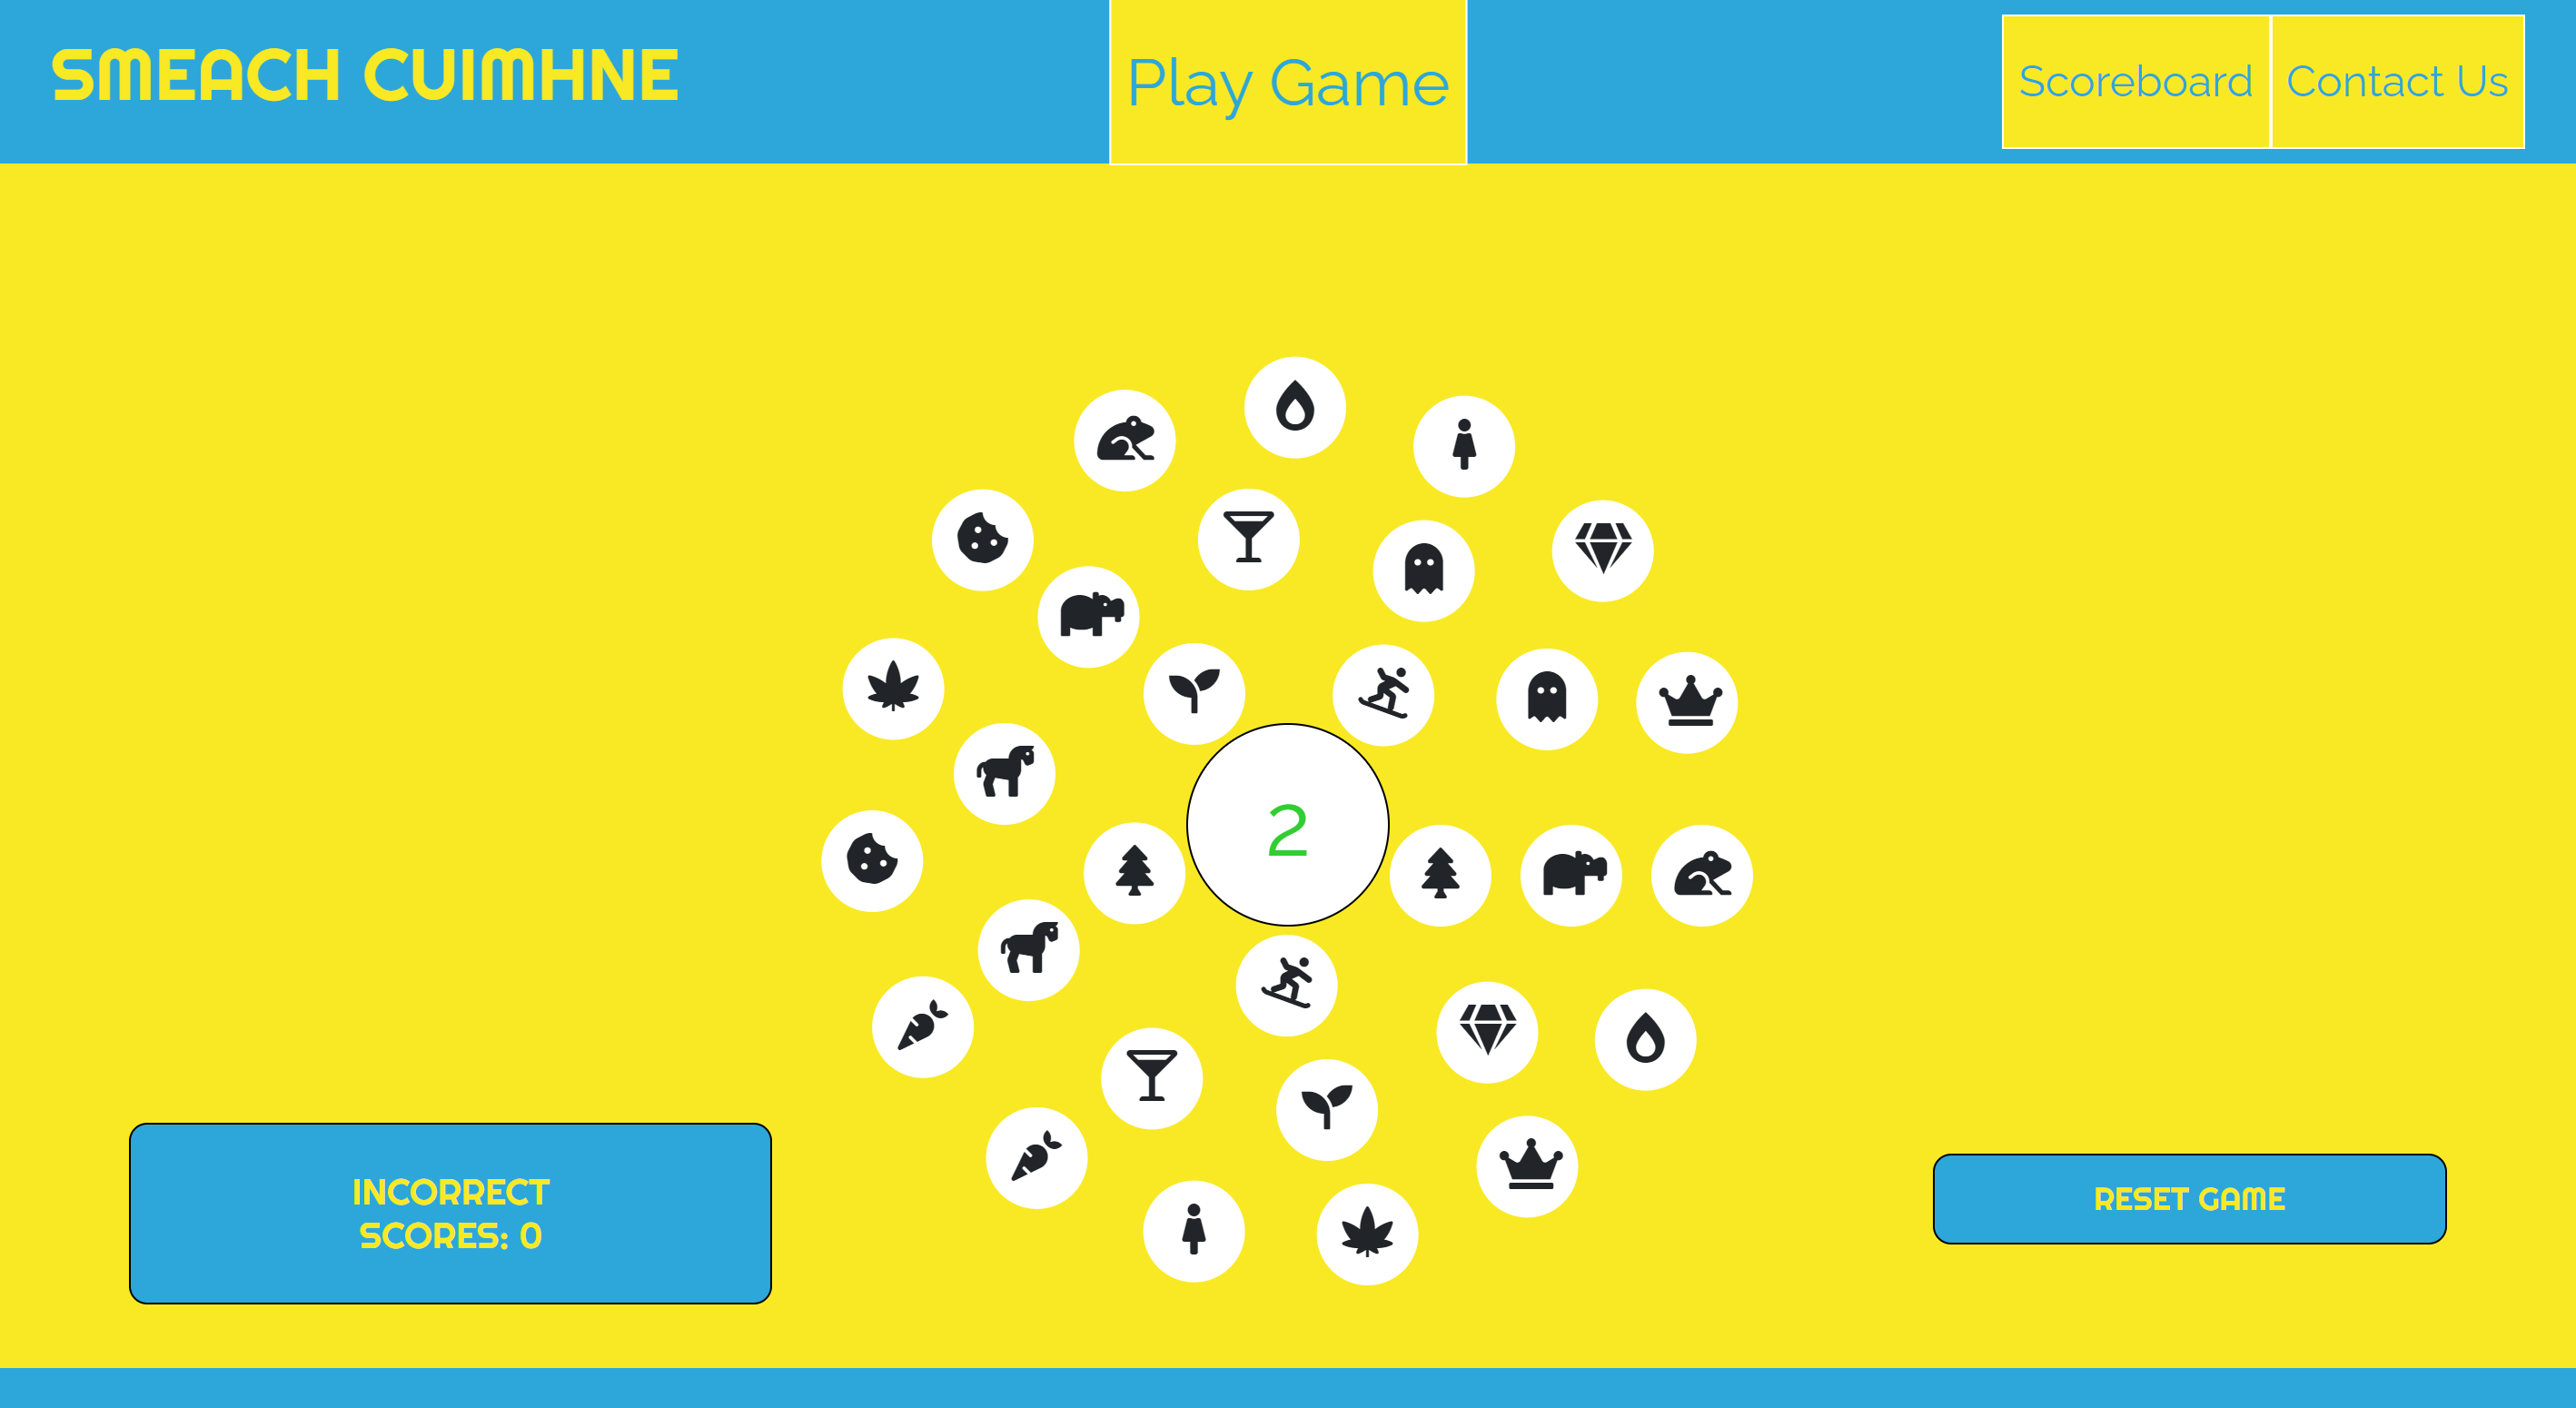 SMEACH CUIMHNE
Play Game
Scoreboard
Contact Us
2
INCORRECT
SCORES: 0
RESET GAME